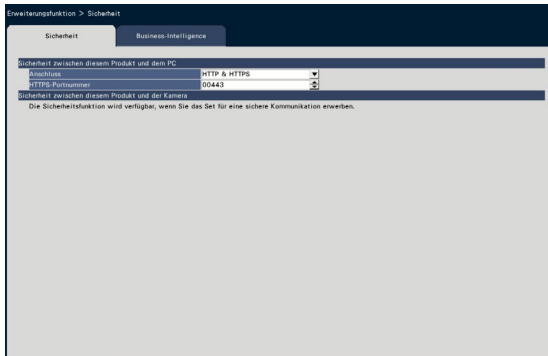 Erweiterungsfunktion > Sicherheit
Sicherheit
Business-Intelligence
Sicherheit zwischen diesem Produkt und dem PC
Anschluss HTTP & HTTPS
HTTPS-Portnummer 00443
Sicherheit zwischen diesem Produkt und der Kamera
Die Sicherheitsfunktion wird verfügbar, wenn Sie das Set für eine sichere Kommunikation erwerben.